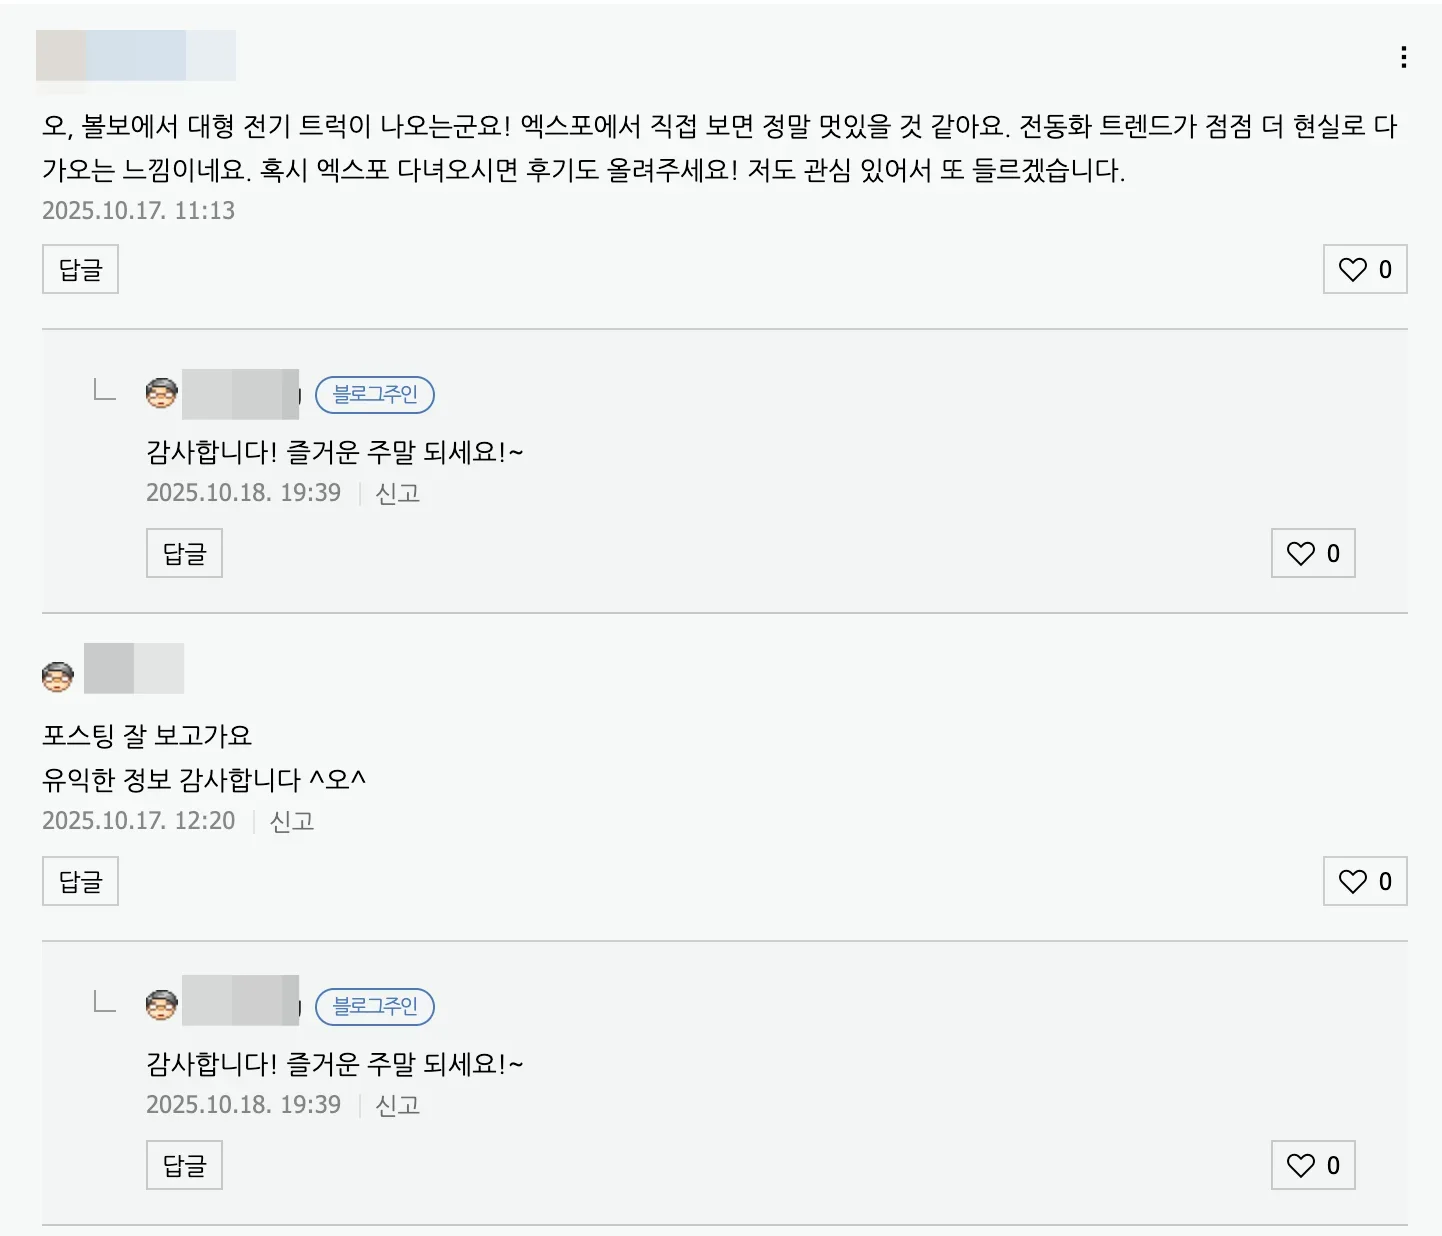 오, 볼보에서 대형 전기 트럭이 나오는군요! 엑스포에서 직접 보면 정말 멋있을 것 같아요. 전동화 트렌드가 점점 더 현실로 다
가오는 느낌이네요. 혹시 엑스포 다녀오시면 후기도 올려주세요! 저도 관심 있어서 또 들르겠습니다.
2025.10.17. 11:13
답글
0
블로그주인
감사합니다! 즐거운 주말 되세요!~
2025.10.18. 19:39 신고
답글
0
포스팅 잘 보고가요
유익한 정보 감사합니다 ^오^
2025.10.17. 12:20 신고
답글
0
블로그주인
감사합니다! 즐거운 주말 되세요!~
2025.10.18. 19:39 신고
답글
0